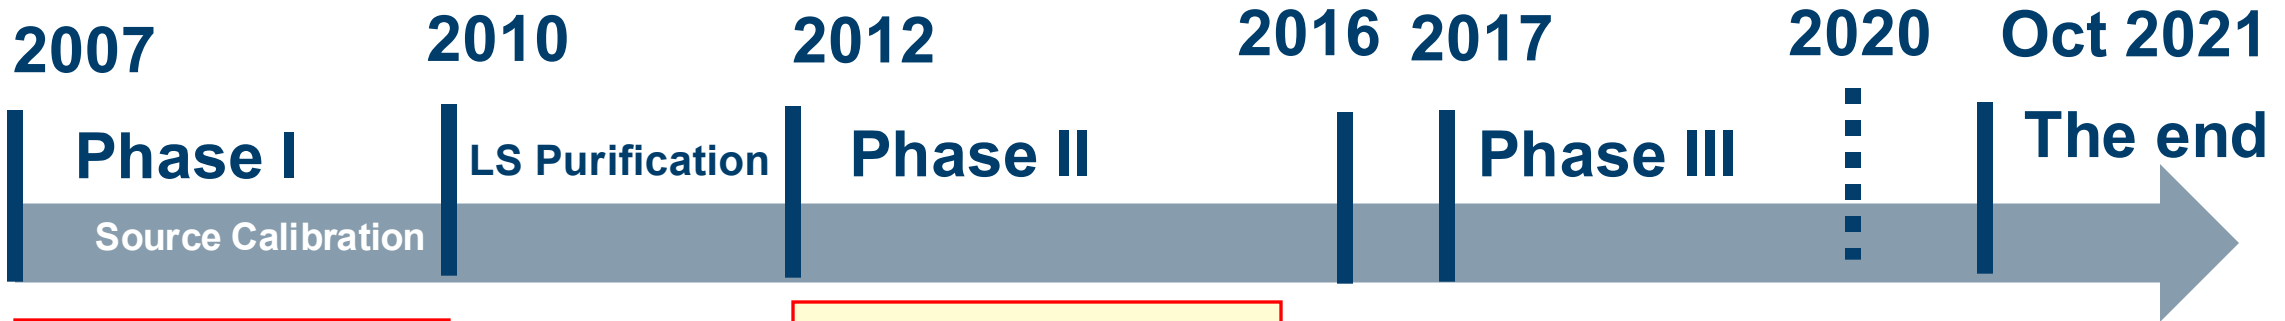 2007 2010 2012 2016 2017 2020 Oct 2021
Phase I LS Purification Phase II Phase III The end
Source Calibration